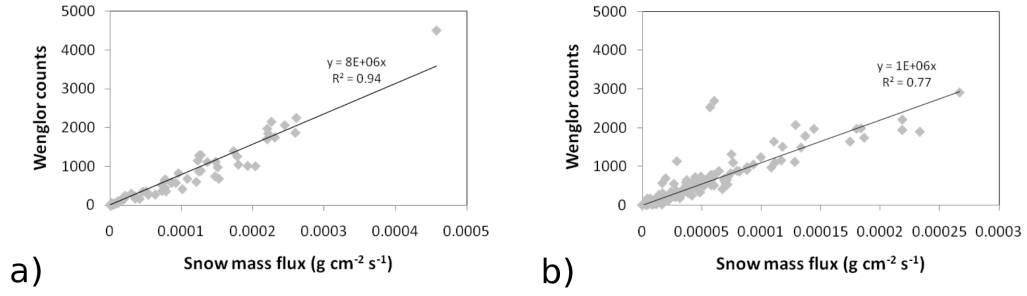 5000
4000
3000
2000
1000
0
Wenglor counts
y = 8E+06x
R² = 0.94
0 0.0001 0.0002 0.0003 0.0004 0.0005
Snow mass flux (g cm⁻² s⁻¹)
a)
5000
4000
3000
2000
1000
0
Wenglor counts
y = 1E+06x
R² = 0.77
0 0.00005 0.0001 0.00015 0.0002 0.00025 0.0003
Snow mass flux (g cm⁻² s⁻¹)
b)